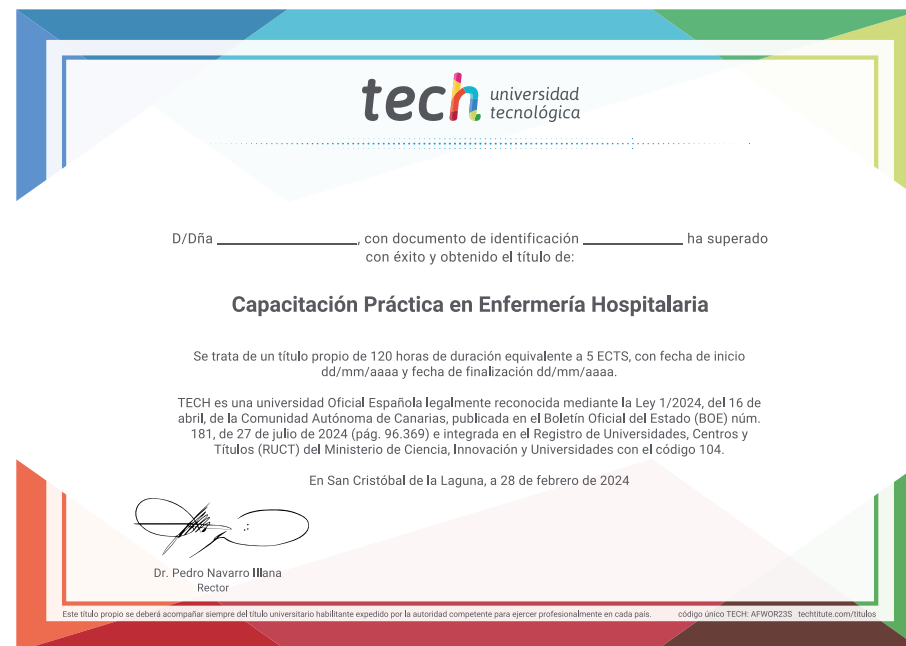 tech universidad
tecnológica
D/Dña ____________, con documento de identificación ____________ ha superado
con éxito y obtenido el título de:
Capacitación Práctica en Enfermería Hospitalaria
Se trata de un título propio de 120 horas de duración equivalente a 5 ECTS, con fecha de inicio
dd/mm/aaaa y fecha de finalización dd/mm/aaaa.
TECH es una universidad Oficial Española legalmente reconocida mediante la Ley 1/2024, del 16 de
abril, de la Comunidad Autónoma de Canarias, publicada en el Boletín Oficial del Estado (BOE) núm.
181, de 27 de julio de 2024 (pág. 96.369) e integrada en el Registro de Universidades, Centros y
Títulos (RUCT) del Ministerio de Ciencia, Innovación y Universidades con el código 104.
En San Cristóbal de la Laguna, a 28 de febrero de 2024
Dr. Pedro Navarro Illana
Rector
Este título propio se deberá acompañar siempre del título universitario habilitante expedido por la autoridad competente para ejercer profesionalmente en cada país. código único TECH: AFWOR23S techtitute.com/titulos